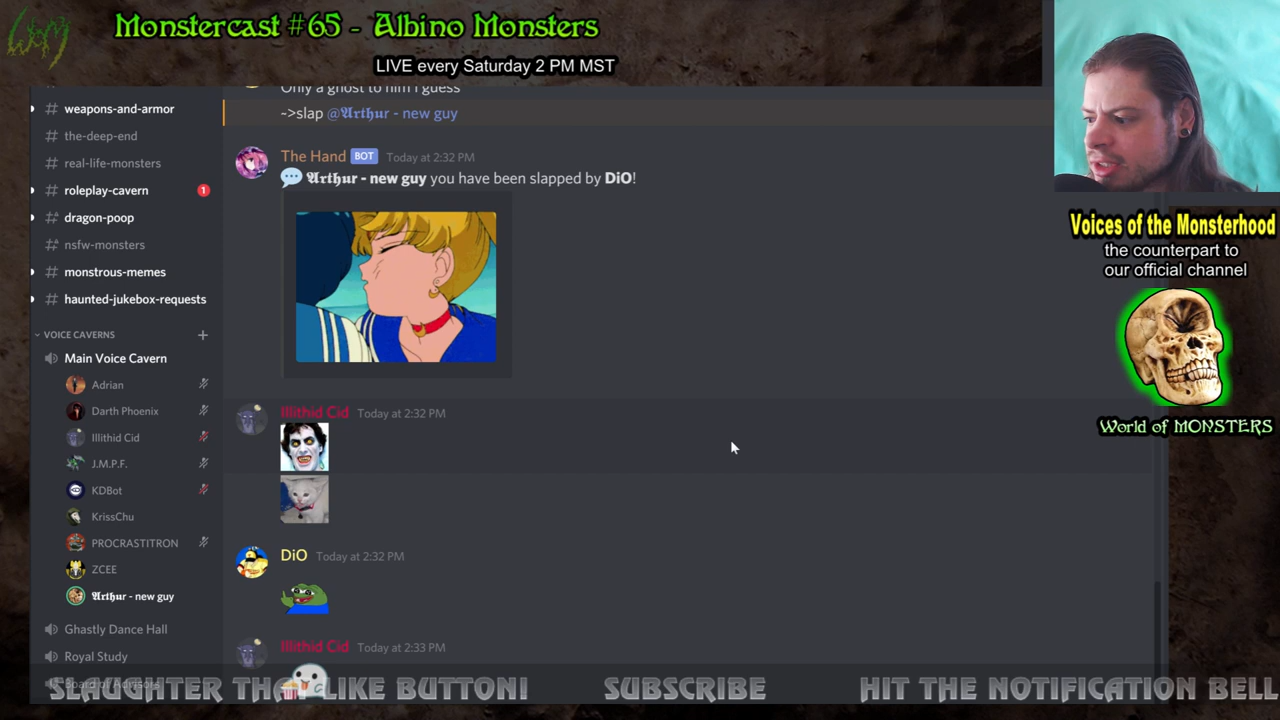 WoM
Monstercast #65 - Albino Monsters
LIVE every Saturday 2 PM MST
# weapons-and-armor
# the-deep-end
# real-life-monsters
# roleplay-cavern 1
# dragon-poop
# nsfw-monsters
# monstrous-memes
# haunted-jukebox-requests
VOICE CAVERNS +
Main Voice Cavern
Adrian
Darth Phoenix
Illithid Cid
J.M.P.F.
KDBot
KrissChu
PROCRASTITRON
ZCEE
𝕬𝖗𝖙𝖍𝖚𝖗 - new guy
Ghastly Dance Hall
Royal Study
Board of Advisors
Only a ghost to him I guess
~>slap @𝕬𝖗𝖙𝖍𝖚𝖗 - new guy
The Hand BOT Today at 2:32 PM
𝕬𝖗𝖙𝖍𝖚𝖗 - new guy you have been slapped by DiO!
Illithid Cid Today at 2:32 PM
DiO Today at 2:32 PM
Illithid Cid Today at 2:33 PM
Voices of the Monsterhood
the counterpart to
our official channel
World of MONSTERS
SLAUGHTER THA LIKE BUTTON! SUBSCRIBE HIT THE NOTIFICATION BELL